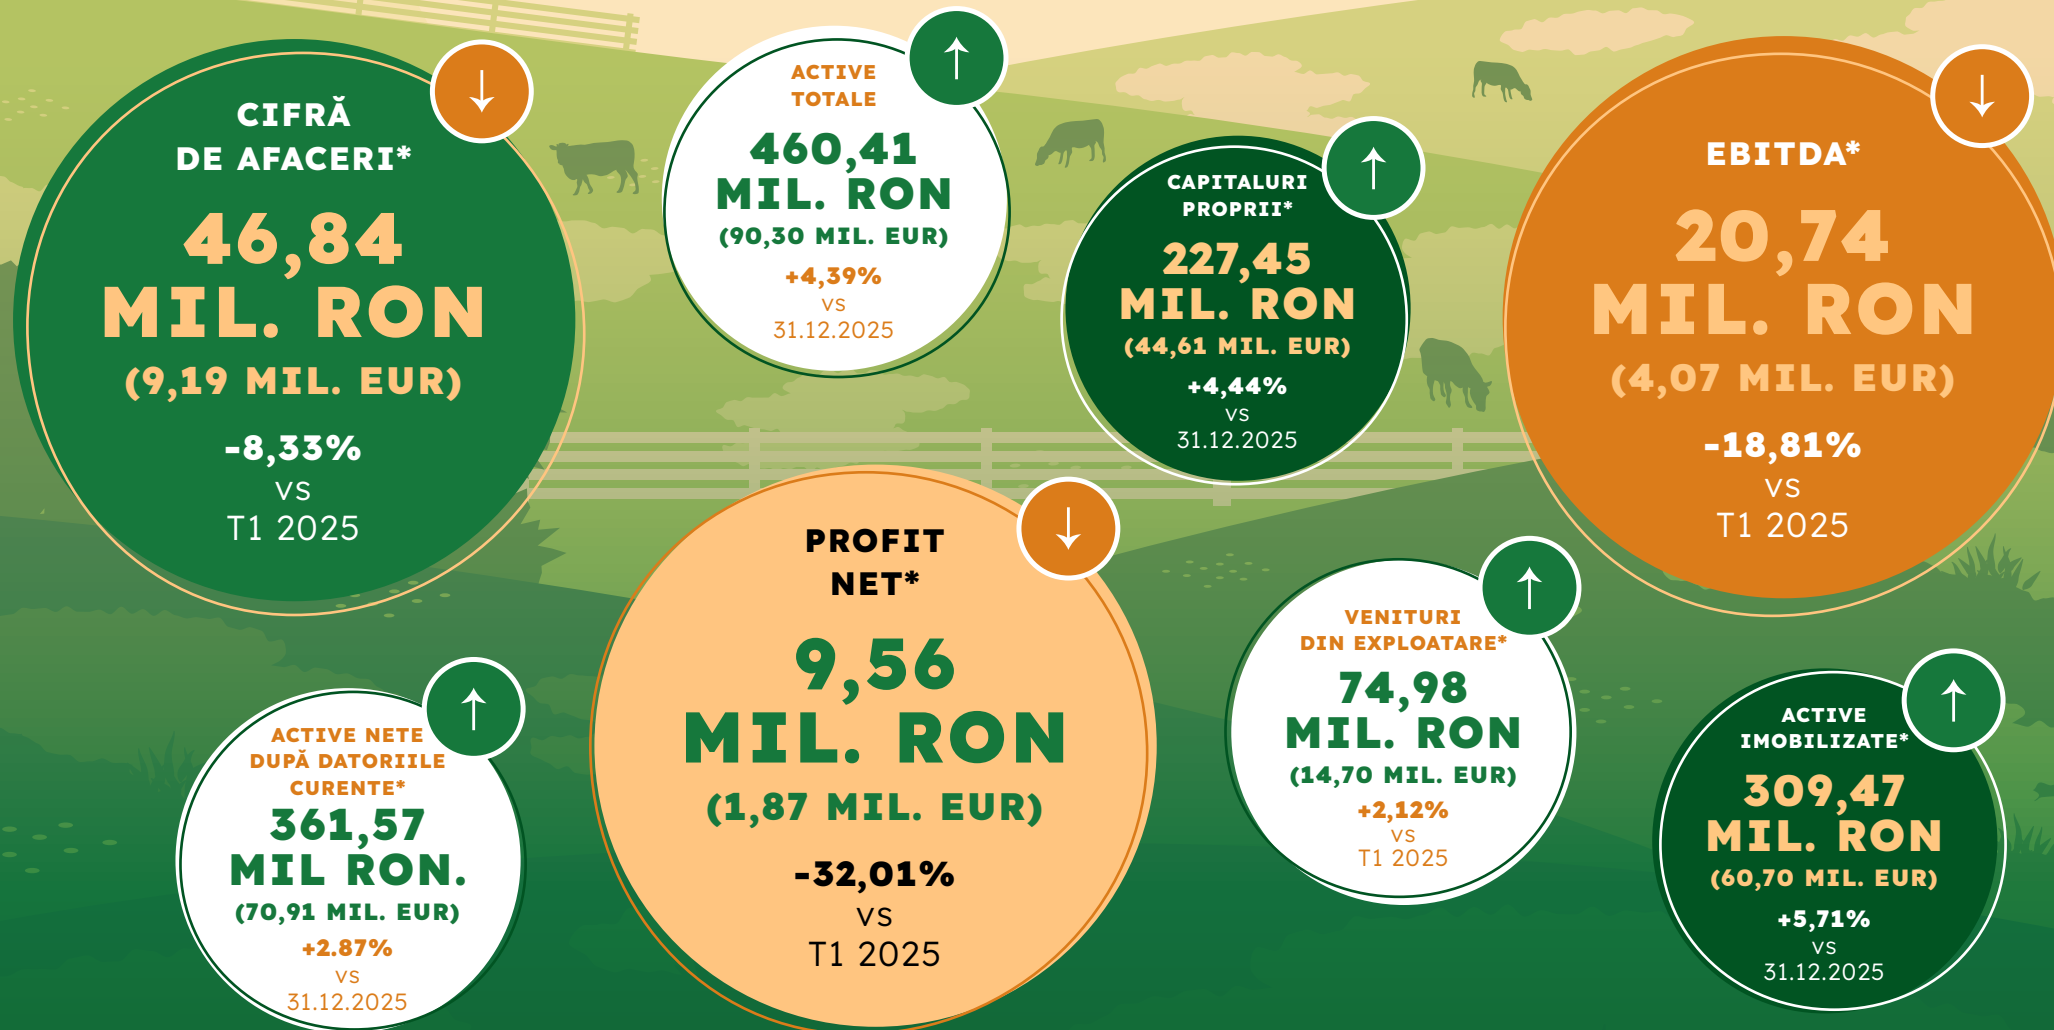 CIFRĂ
DE AFACERI*
46,84
MIL. RON
(9,19 MIL. EUR)
-8,33%
VS
T1 2025
ACTIVE
TOTALE
460,41
MIL. RON
(90,30 MIL. EUR)
+4,39%
VS
31.12.2025
CAPITALURI
PROPRII*
227,45
MIL. RON
(44,61 MIL. EUR)
+4,44%
VS
31.12.2025
EBITDA*
20,74
MIL. RON
(4,07 MIL. EUR)
-18,81%
VS
T1 2025
ACTIVE NETE
DUPĂ DATORIILE
CURENTE*
361,57
MIL RON.
(70,91 MIL. EUR)
+2.87%
VS
31.12.2025
PROFIT
NET*
9,56
MIL. RON
(1,87 MIL. EUR)
-32,01%
VS
T1 2025
VENITURI
DIN EXPLOATARE*
74,98
MIL. RON
(14,70 MIL. EUR)
+2,12%
VS
T1 2025
ACTIVE
IMOBILIZATE*
309,47
MIL. RON
(60,70 MIL. EUR)
+5,71%
VS
31.12.2025